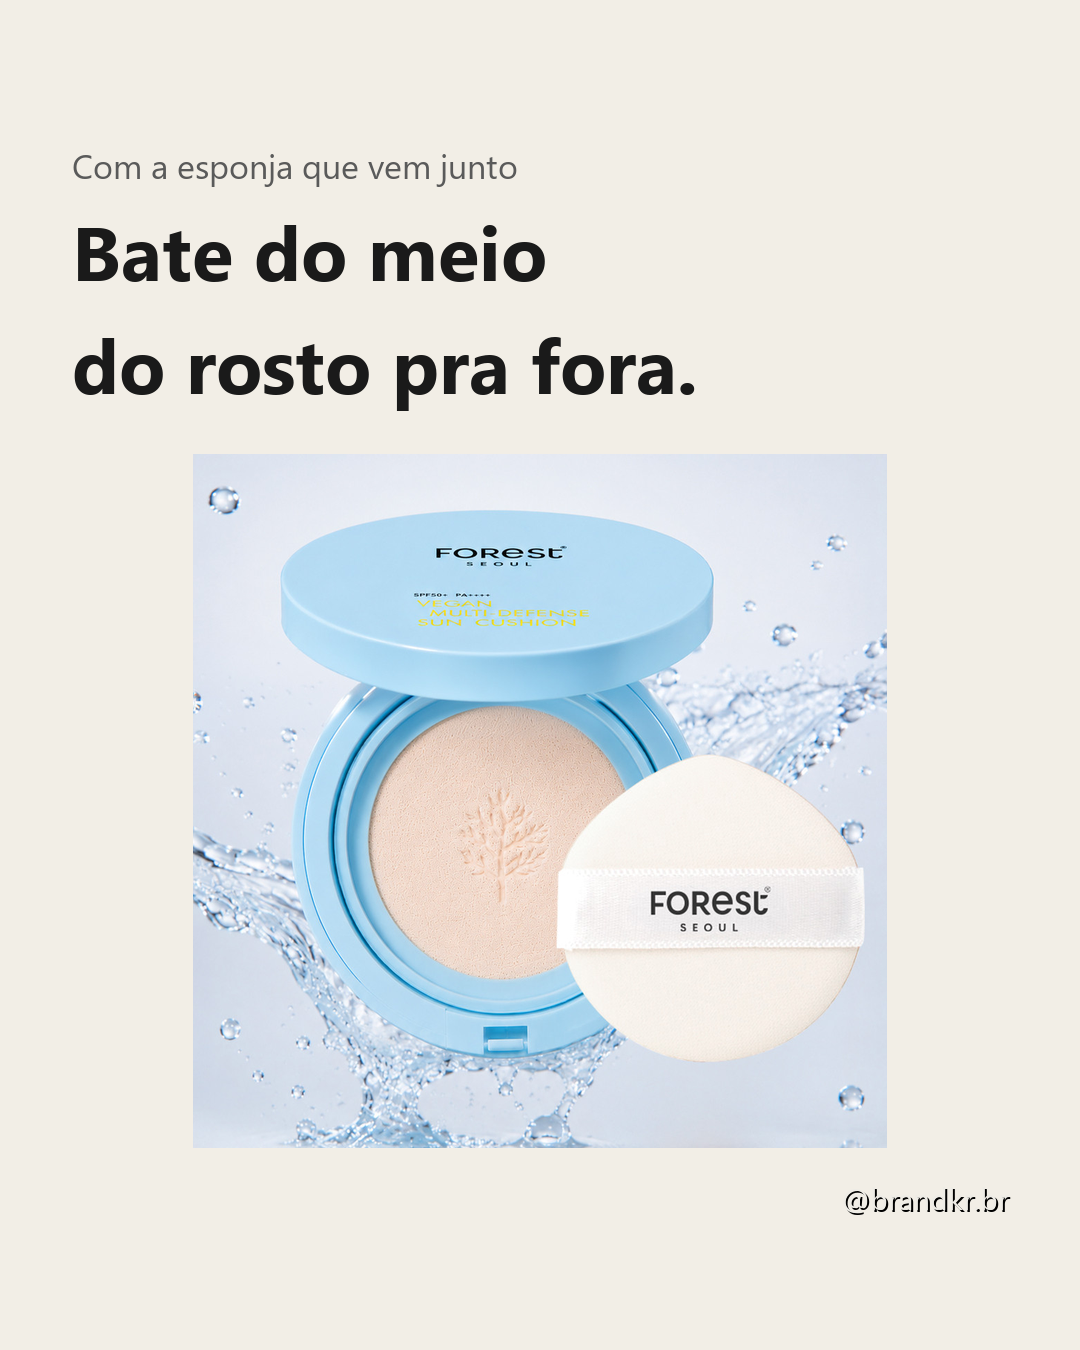 Com a esponja que vem junto
Bate do meio
do rosto pra fora.
FOREST®
SEOUL
SPF50+ PA++++
VEGAN
MULTI-DEFENSE
SUN CUSHION
FOREST®
SEOUL
@brandkr.br